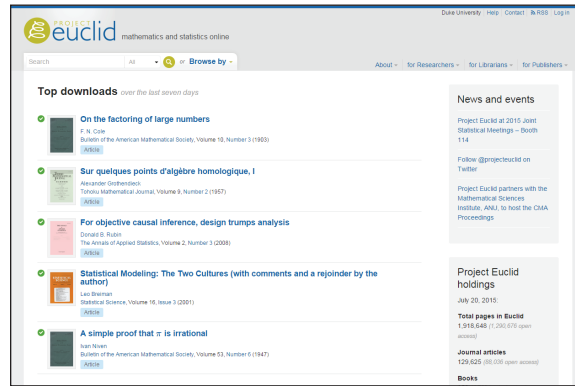 Duke University Help Contact RSS Log in
PROJECT
euclid mathematics and statistics online
Search All or Browse by
About for Researchers for Librarians for Publishers
Top downloads over the last seven days
On the factoring of large numbers
F. N. Cole
Bulletin of the American Mathematical Society, Volume 10, Number 3 (1903)
Article
Sur quelques points d'algèbre homologique, I
Alexander Grothendieck
Tohoku Mathematical Journal, Volume 9, Number 2 (1957)
Article
For objective causal inference, design trumps analysis
Donald B. Rubin
The Annals of Applied Statistics, Volume 2, Number 3 (2008)
Article
Statistical Modeling: The Two Cultures (with comments and a rejoinder by the
author)
Leo Breiman
Statistical Science, Volume 16, Issue 3 (2001)
Article
A simple proof that π is irrational
Ivan Niven
Bulletin of the American Mathematical Society, Volume 53, Number 6 (1947)
Article
News and events
Project Euclid at 2015 Joint
Statistical Meetings – Booth
114
Follow @projecteuclid on
Twitter
Project Euclid partners with the
Mathematical Sciences
Institute, ANU, to host the CMA
Proceedings
Project Euclid
holdings
July 20, 2015:
Total pages in Euclid
1,918,646 (1,290,676 open
access)
Journal articles
129,625 (88,036 open access)
Books